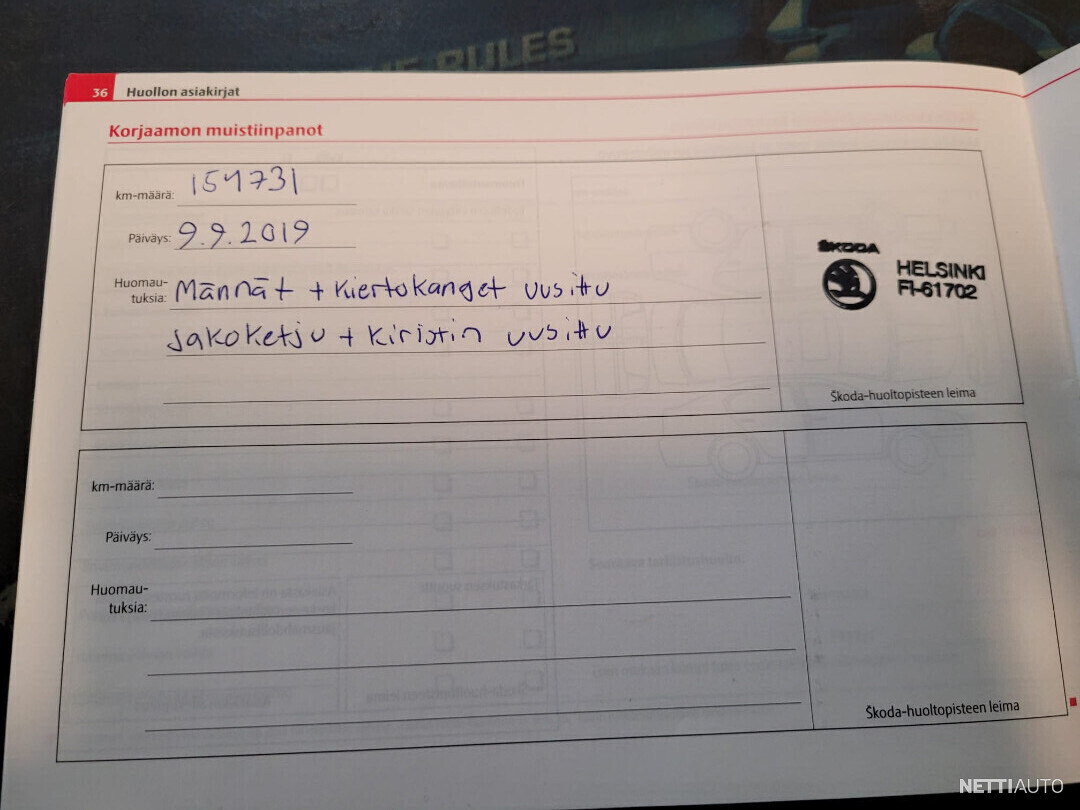 THE RULES
36 Huollon asiakirjat
Korjaamon muistiinpanot
km-määrä: 154731
Päiväys: 9.9.2019
Huomau-
tuksia: Männät + kiertokanget uusittu
jakoketju + kiristin uusittu
ŠKODA
HELSINKI
FI-61702
Škoda-huoltopisteen leima
km-määrä:
Päiväys:
Huomau-
tuksia:
Škoda-huoltopisteen leima
NETTIAUTO